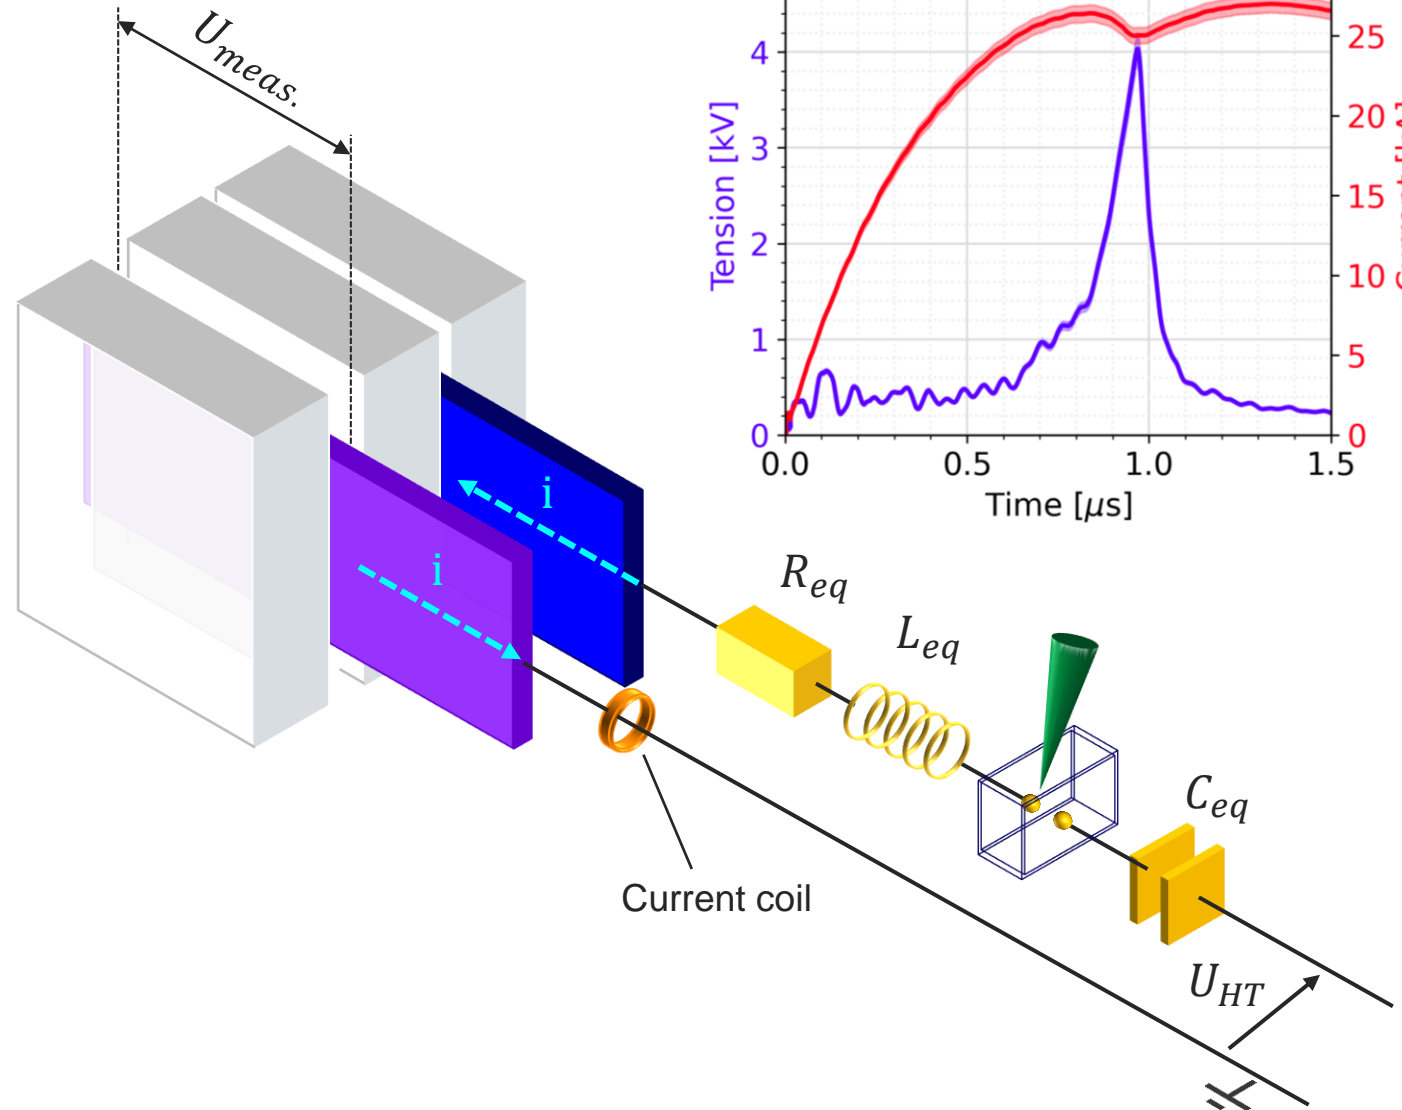 U_meas.
Tension [kV]
4
3
2
1
0
25
20
15
10
5
0
0.0 0.5 1.0 1.5
Time [μs]
i
i
R_eq
L_eq
C_eq
Current coil
U_HT